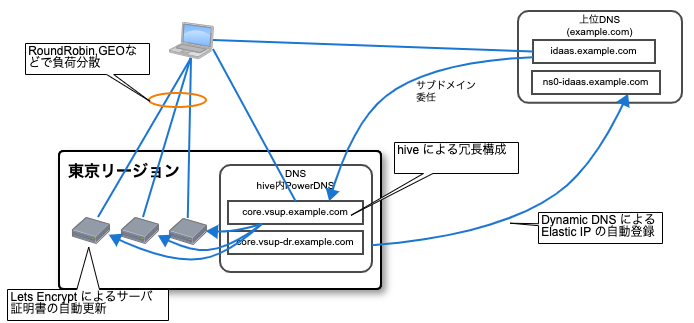 上位DNS
(example.com)
idaas.example.com
ns0-idaas.example.com
RoundRobin,GEOな
どで負荷分散
サブドメイン
委任
hive による冗長構成
東京リージョン
DNS
hive内PowerDNS
core.vsup.example.com
core.vsup-dr.example.com
Dynamic DNS による
Elastic IP の自動登録
Lets Encrypt によるサーバ
証明書の自動更新